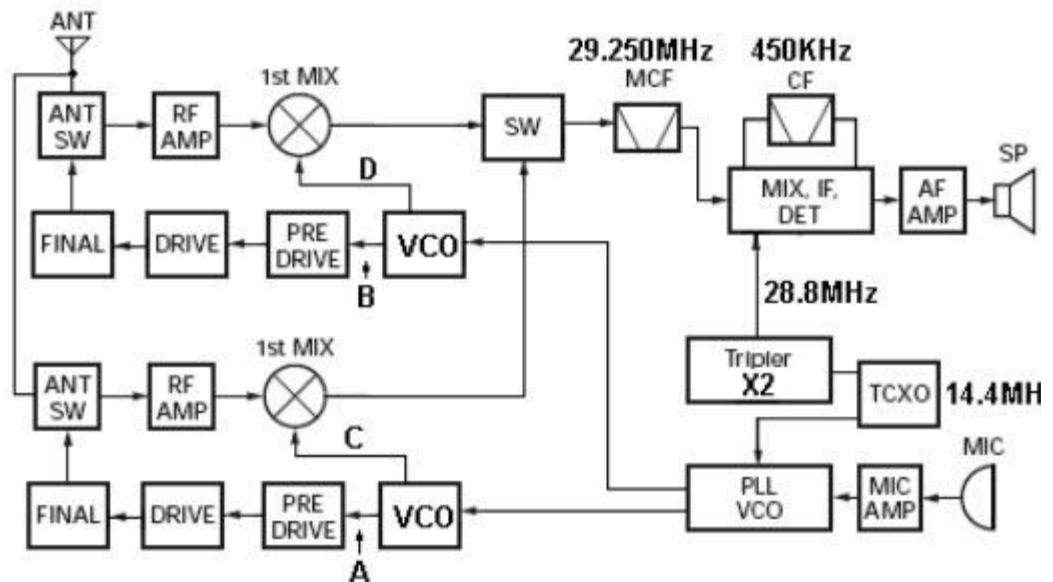 ANT
29.250MHz
450KHz
MCF
CF
1st MIX
ANT
SW
RF
AMP
SW
SP
D
MIX, IF,
DET
AF
AMP
FINAL
DRIVE
PRE
DRIVE
VCO
B
28.8MHz
1st MIX
Tripler
X2
ANT
SW
RF
AMP
TCXO
14.4MH
C
MIC
FINAL
DRIVE
PRE
DRIVE
VCO
PLL
VCO
MIC
AMP
A